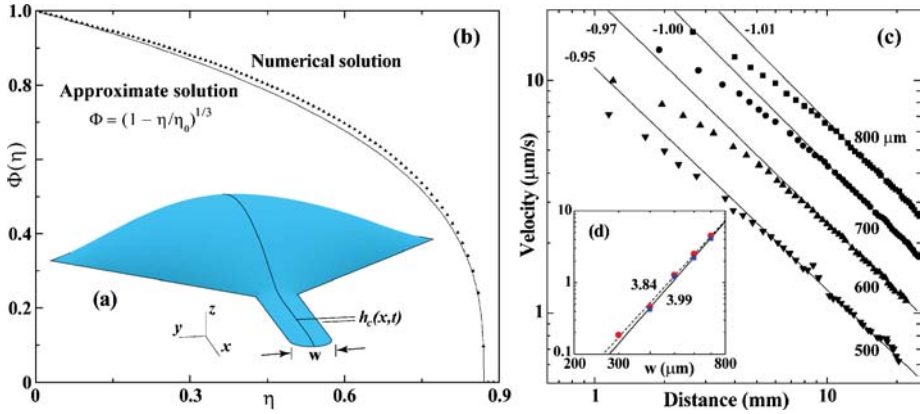 1.0
0.8
0.6
0.4
0.2
0
0
0.3
0.6
0.9
Φ(η)
η
(b)
Numerical solution
Approximate solution
Φ = (1 − η/η₀)^1/3
(a)
z
y
x
w
h_c(x,t)
(c)
-0.95
-0.97
-1.00
-1.01
10
1
Velocity (μm/s)
800 μm
700
600
500
1
10
Distance (mm)
(d)
10
1
0.1
3.84
3.99
200
300
800
w (μm)